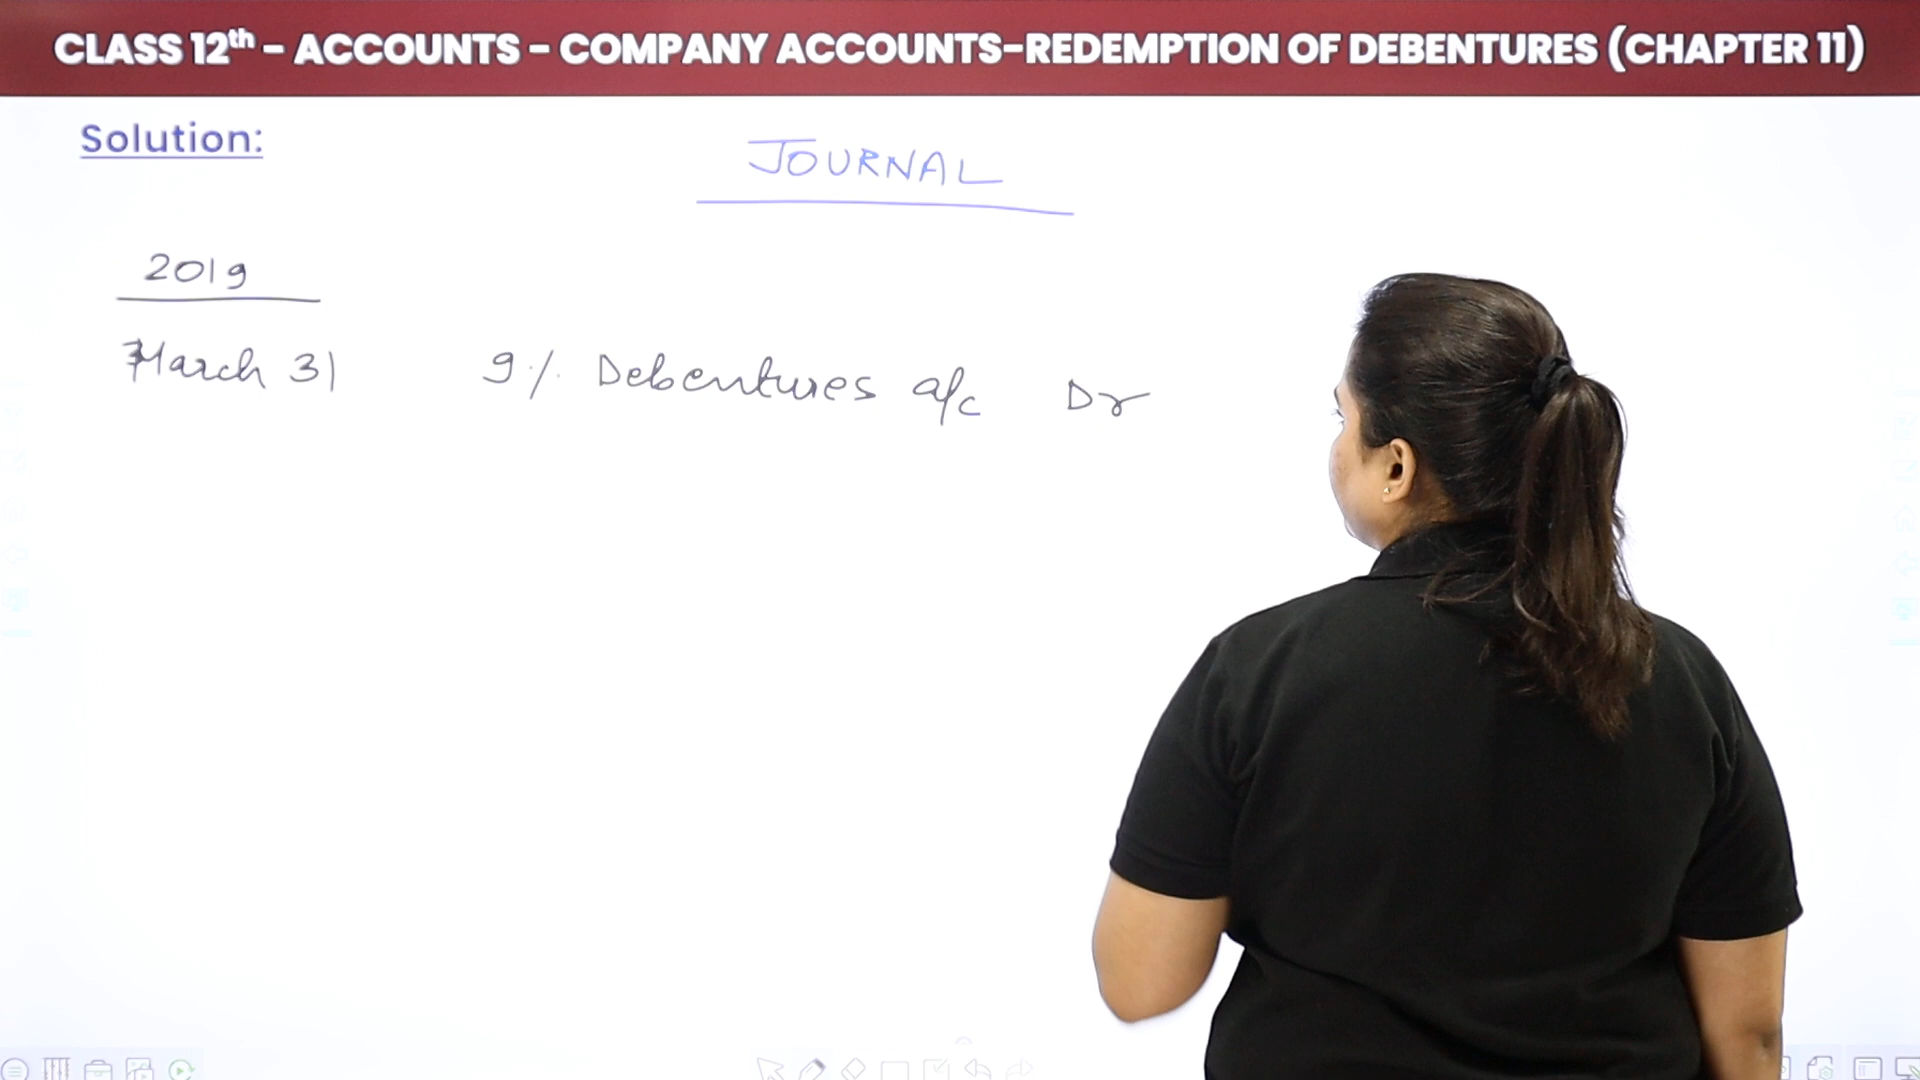 CLASS 12th - ACCOUNTS - COMPANY ACCOUNTS-REDEMPTION OF DEBENTURES (CHAPTER 11)
Solution:
JOURNAL
2019
March 31 9% Debentures a/c Dr